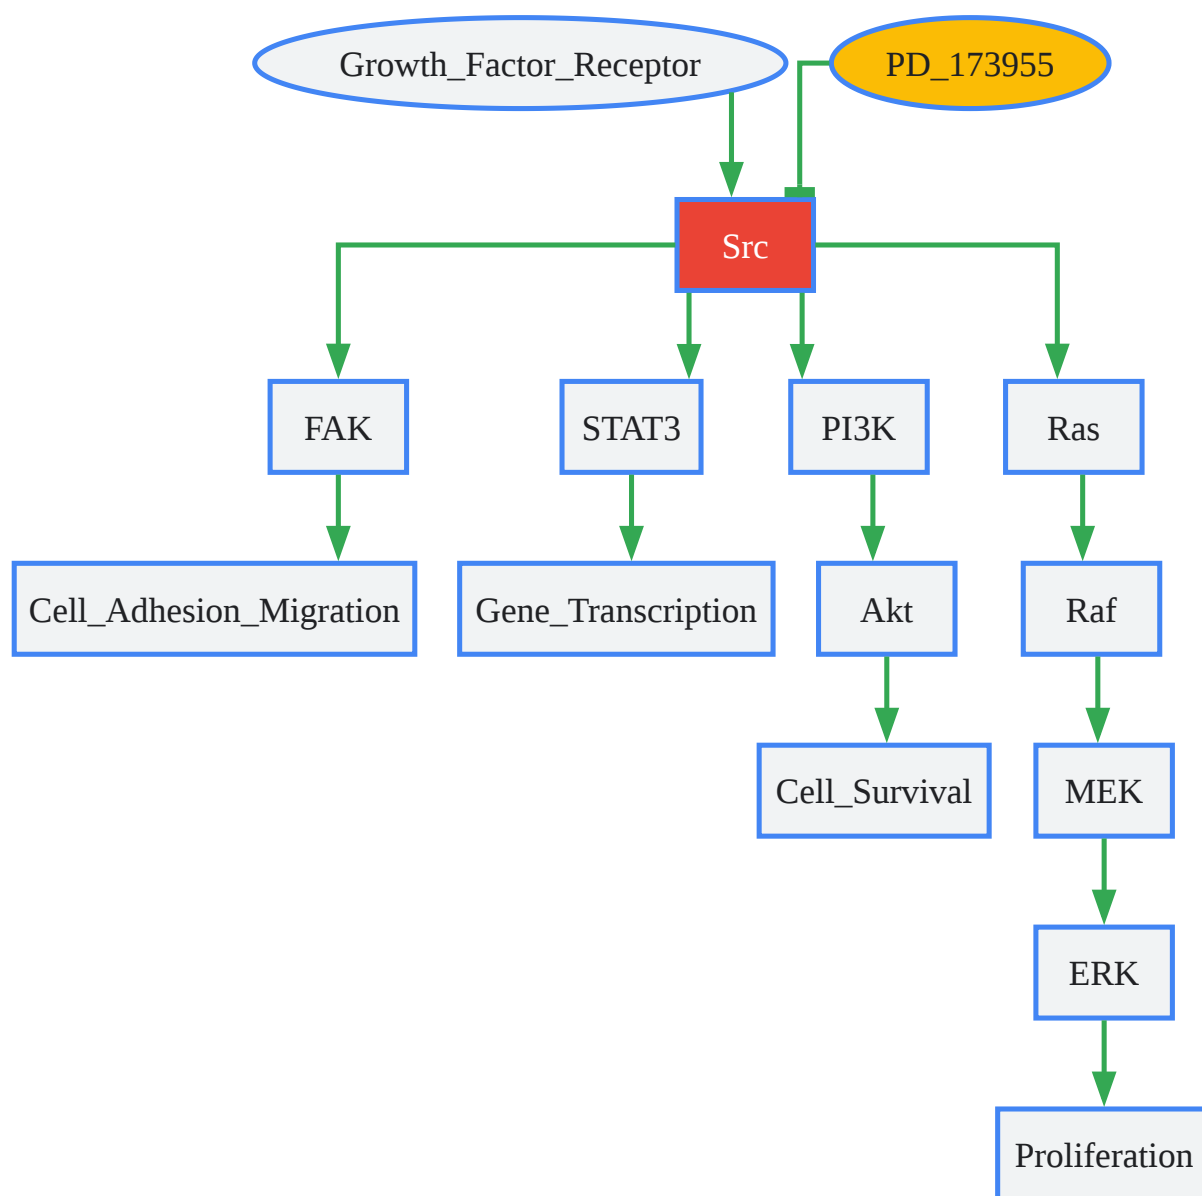 Growth_Factor_Receptor
PD_173955
Src
FAK
STAT3
PI3K
Ras
Cell_Adhesion_Migration
Gene_Transcription
Akt
Raf
Cell_Survival
MEK
ERK
Proliferation